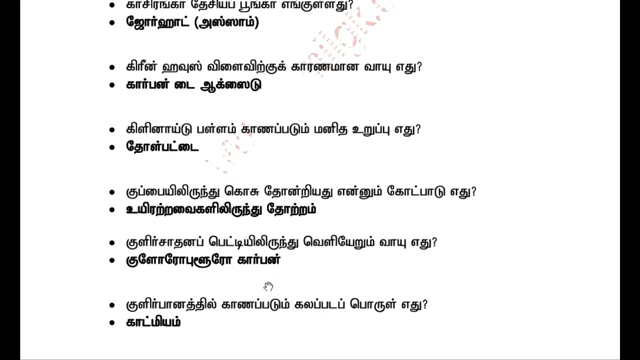 காசிரங்கா தேசியப் பூங்கா எங்குள்ளது?
ஜோர்ஹாட் (அஸ்ஸாம்)
கிரீன் ஹவுஸ் விளைவிற்குக் காரணமான வாயு எது?
கார்பன் டை ஆக்ஸைடு
கிளினாய்டு பள்ளம் காணப்படும் மனித உறுப்பு எது?
தோள்பட்டை
குப்பையிலிருந்து கொசு தோன்றியது என்னும் கோட்பாடு எது?
உயிரற்றவைகளிலிருந்து தோற்றம்
குளிர்சாதனப் பெட்டியிலிருந்து வெளியேறும் வாயு எது?
குளோரோபுளூரோ கார்பன்
குளிர்பானத்தில் காணப்படும் கலப்படப் பொருள் எது?
காட்மியம்